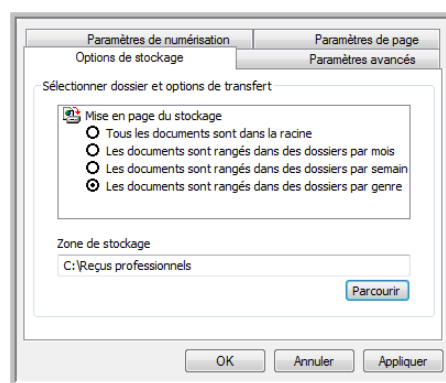 Paramètres de numérisation Paramètres de page
Options de stockage Paramètres avancés
Sélectionner dossier et options de transfert
Mise en page du stockage
Tous les documents sont dans la racine
Les documents sont rangés dans des dossiers par mois
Les documents sont rangés dans des dossiers par semain
Les documents sont rangés dans des dossiers par genre
Zone de stockage
C:\Reçus professionnels
Parcourir
OK Annuler Appliquer